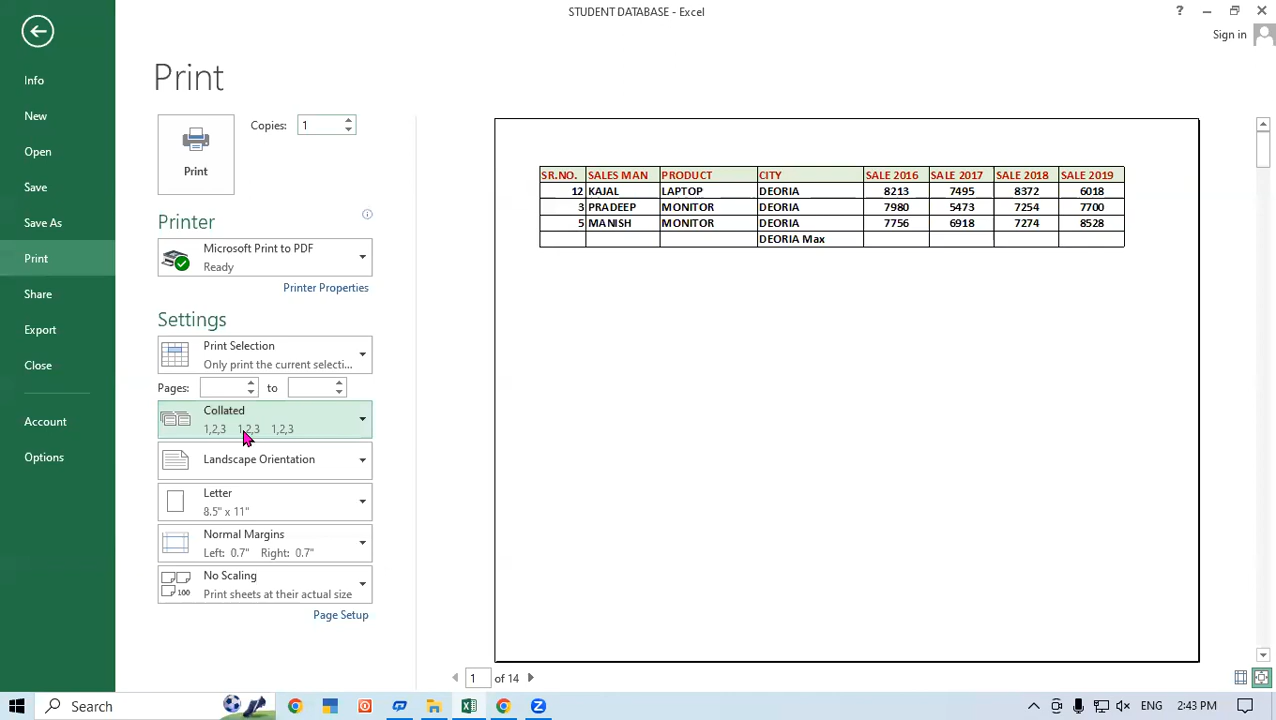 STUDENT DATABASE - Excel
?
Sign in
Info
New
Open
Save
Save As
Print
Share
Export
Close
Account
Options
Print
Print
Copies: 1
Printer
Microsoft Print to PDF
Ready
Printer Properties
Settings
Print Selection
Only print the current selecti...
Pages: to
Collated
1,2,3 1,2,3 1,2,3
Landscape Orientation
Letter
8.5" x 11"
Normal Margins
Left: 0.7" Right: 0.7"
No Scaling
Print sheets at their actual size
100
Page Setup
SR.NO. SALES MAN PRODUCT CITY SALE 2016 SALE 2017 SALE 2018 SALE 2019
12 KAJAL LAPTOP DEORIA 8213 7495 8372 6018
3 PRADEEP MONITOR DEORIA 7980 5473 7254 7700
5 MANISH MONITOR DEORIA 7756 6918 7274 8528
DEORIA Max
1 of 14
Search
2:43 PM